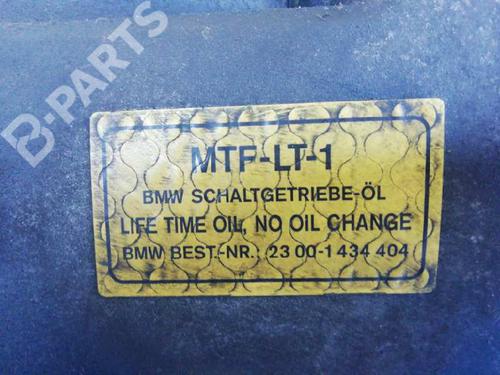 B-PARTS
MTF-LT-1
BMW SCHALTGETRIEBE-ÖL
LIFE TIME OIL, NO OIL CHANGE
BMW BEST.-NR.: 23 00-1 434 404